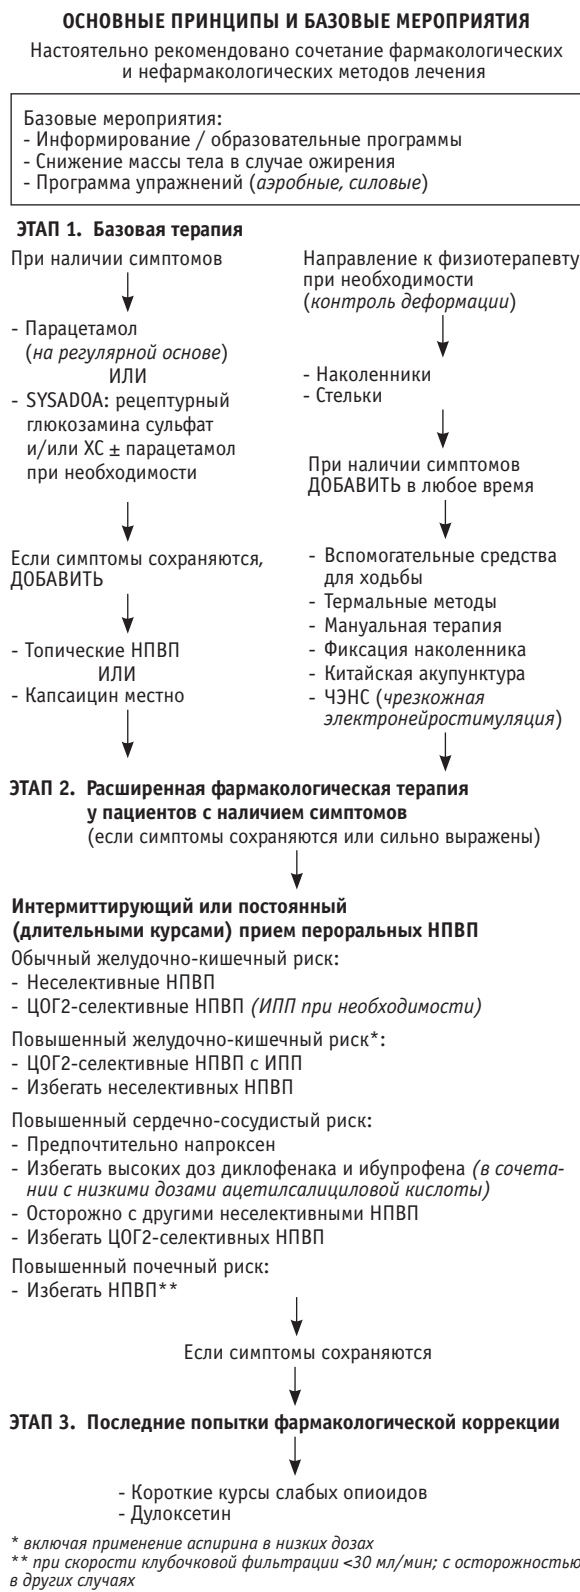 ОСНОВНЫЕ ПРИНЦИПЫ И БАЗОВЫЕ МЕРОПРИЯТИЯ
Настоятельно рекомендовано сочетание фармакологических
и нефармакологических методов лечения
Базовые мероприятия:
- Информирование / образовательные программы
- Снижение массы тела в случае ожирения
- Программа упражнений (аэробные, силовые)
ЭТАП 1. Базовая терапия
При наличии симптомов
- Парацетамол
(на регулярной основе)
ИЛИ
- SYSADOA: рецептурный
глюкозамина сульфат
и/или ХС ± парацетамол
при необходимости
Если симптомы сохраняются,
ДОБАВИТЬ
- Топические НПВП
ИЛИ
- Капсаицин местно
Направление к физиотерапевту
при необходимости
(контроль деформации)
- Наколенники
- Стельки
При наличии симптомов
ДОБАВИТЬ в любое время
- Вспомогательные средства
для ходьбы
- Термальные методы
- Мануальная терапия
- Фиксация наколенника
- Китайская акупунктура
- ЧЭНС (чрезкожная
электронейростимуляция)
ЭТАП 2. Расширенная фармакологическая терапия
у пациентов с наличием симптомов
(если симптомы сохраняются или сильно выражены)
Интермиттирующий или постоянный
(длительными курсами) прием пероральных НПВП
Обычный желудочно-кишечный риск:
- Неселективные НПВП
- ЦОГ2-селективные НПВП (ИПП при необходимости)
Повышенный желудочно-кишечный риск*:
- ЦОГ2-селективные НПВП с ИПП
- Избегать неселективных НПВП
Повышенный сердечно-сосудистый риск:
- Предпочтительно напроксен
- Избегать высоких доз диклофенака и ибупрофена (в сочета-
нии с низкими дозами ацетилсалициловой кислоты)
- Осторожно с другими неселективными НПВП
- Избегать ЦОГ2-селективных НПВП
Повышенный почечный риск:
- Избегать НПВП**
Если симптомы сохраняются
ЭТАП 3. Последние попытки фармакологической коррекции
- Короткие курсы слабых опиоидов
- Дулоксетин
* включая применение аспирина в низких дозах
** при скорости клубочковой фильтрации <30 мл/мин; с осторожностью
в других случаях